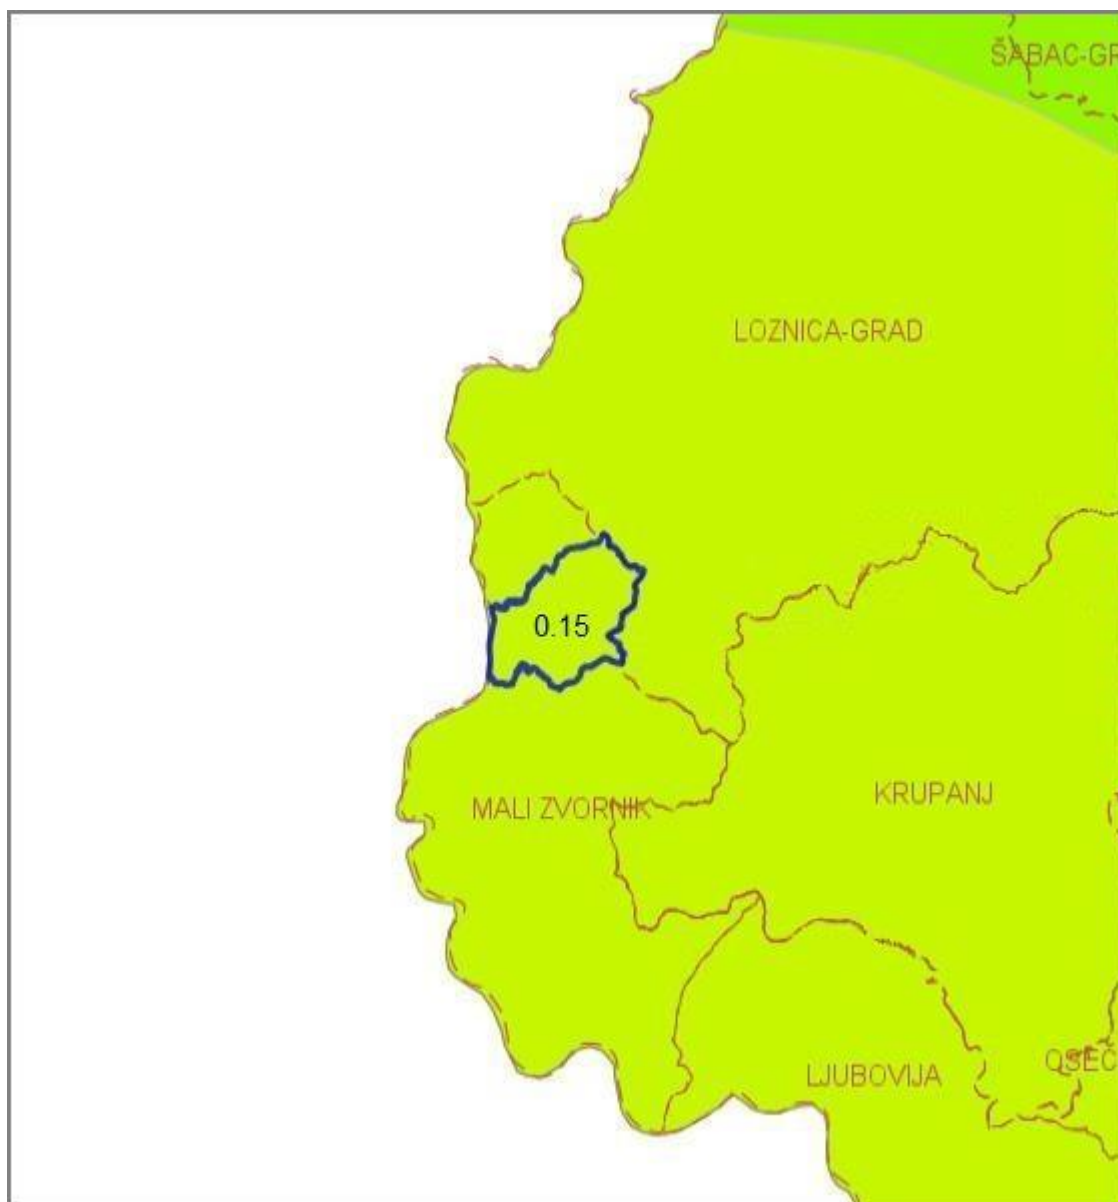 ŠABAC-GR
LOZNICA-GRAD
0.15
KRUPANJ
MALI ZVORNIK
OSEČ
LJUBOVIJA